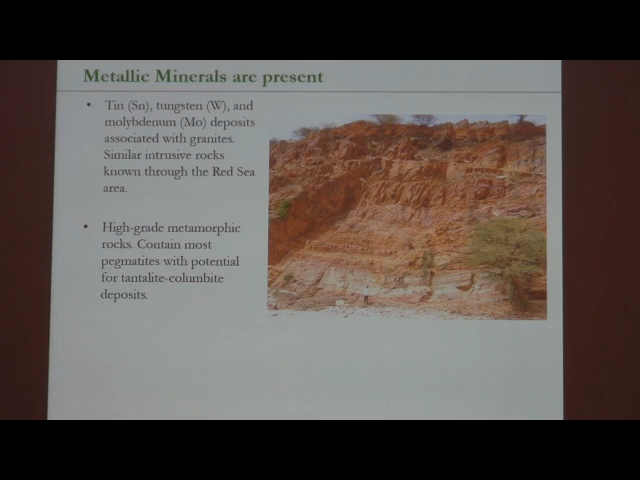 Metallic Minerals are present
• Tin (Sn), tungsten (W), and
molybdenum (Mo) deposits
associated with granites.
Similar intrusive rocks
known through the Red Sea
area.
• High-grade metamorphic
rocks. Contain most
pegmatites with potential
for tantalite-columbite
deposits.